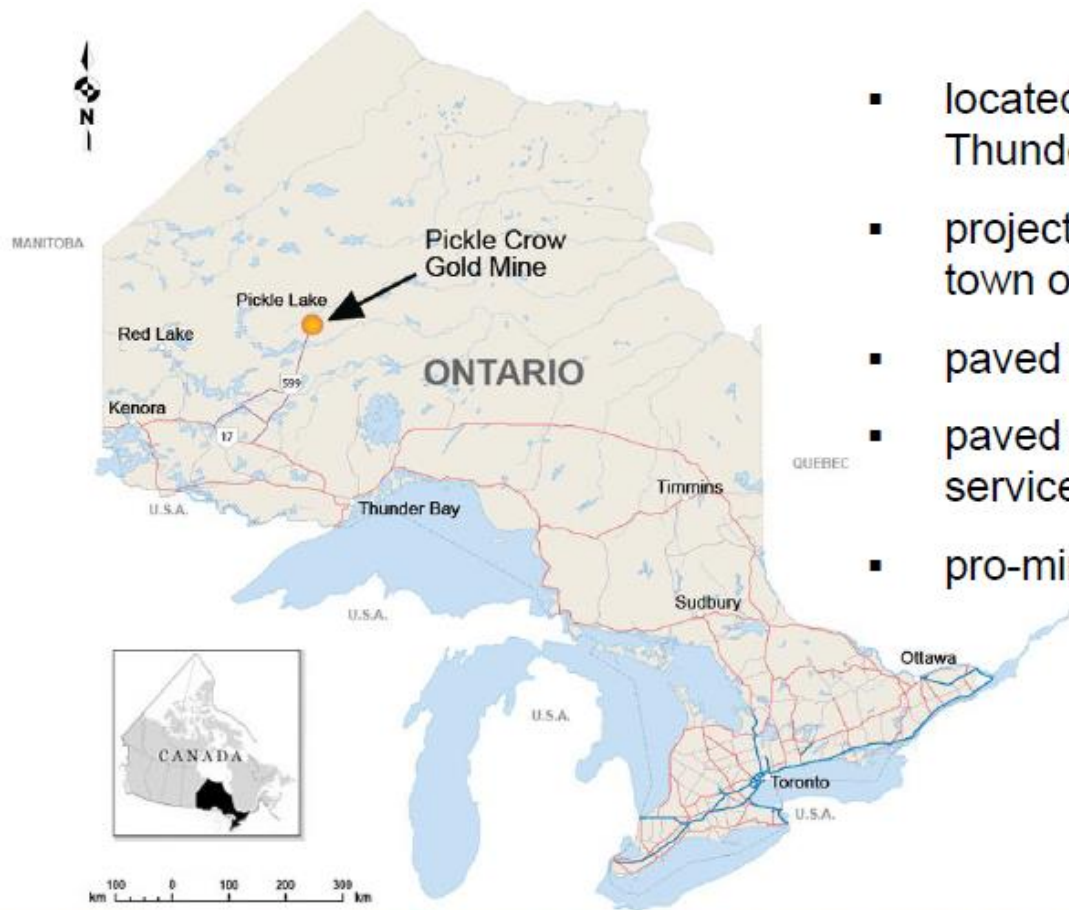 N
MANITOBA
Pickle Crow
Gold Mine
Pickle Lake
Red Lake
599
ONTARIO
Kenora
17
U.S.A.
Thunder Bay
Timmins
QUEBEC
U.S.A.
Sudbury
Ottawa
U.S.A.
Toronto
U.S.A.
CANADA
100 0 100 200 300
km km
▪ located
Thunde
▪ project
town o
▪ paved
▪ paved
service
▪ pro-mi